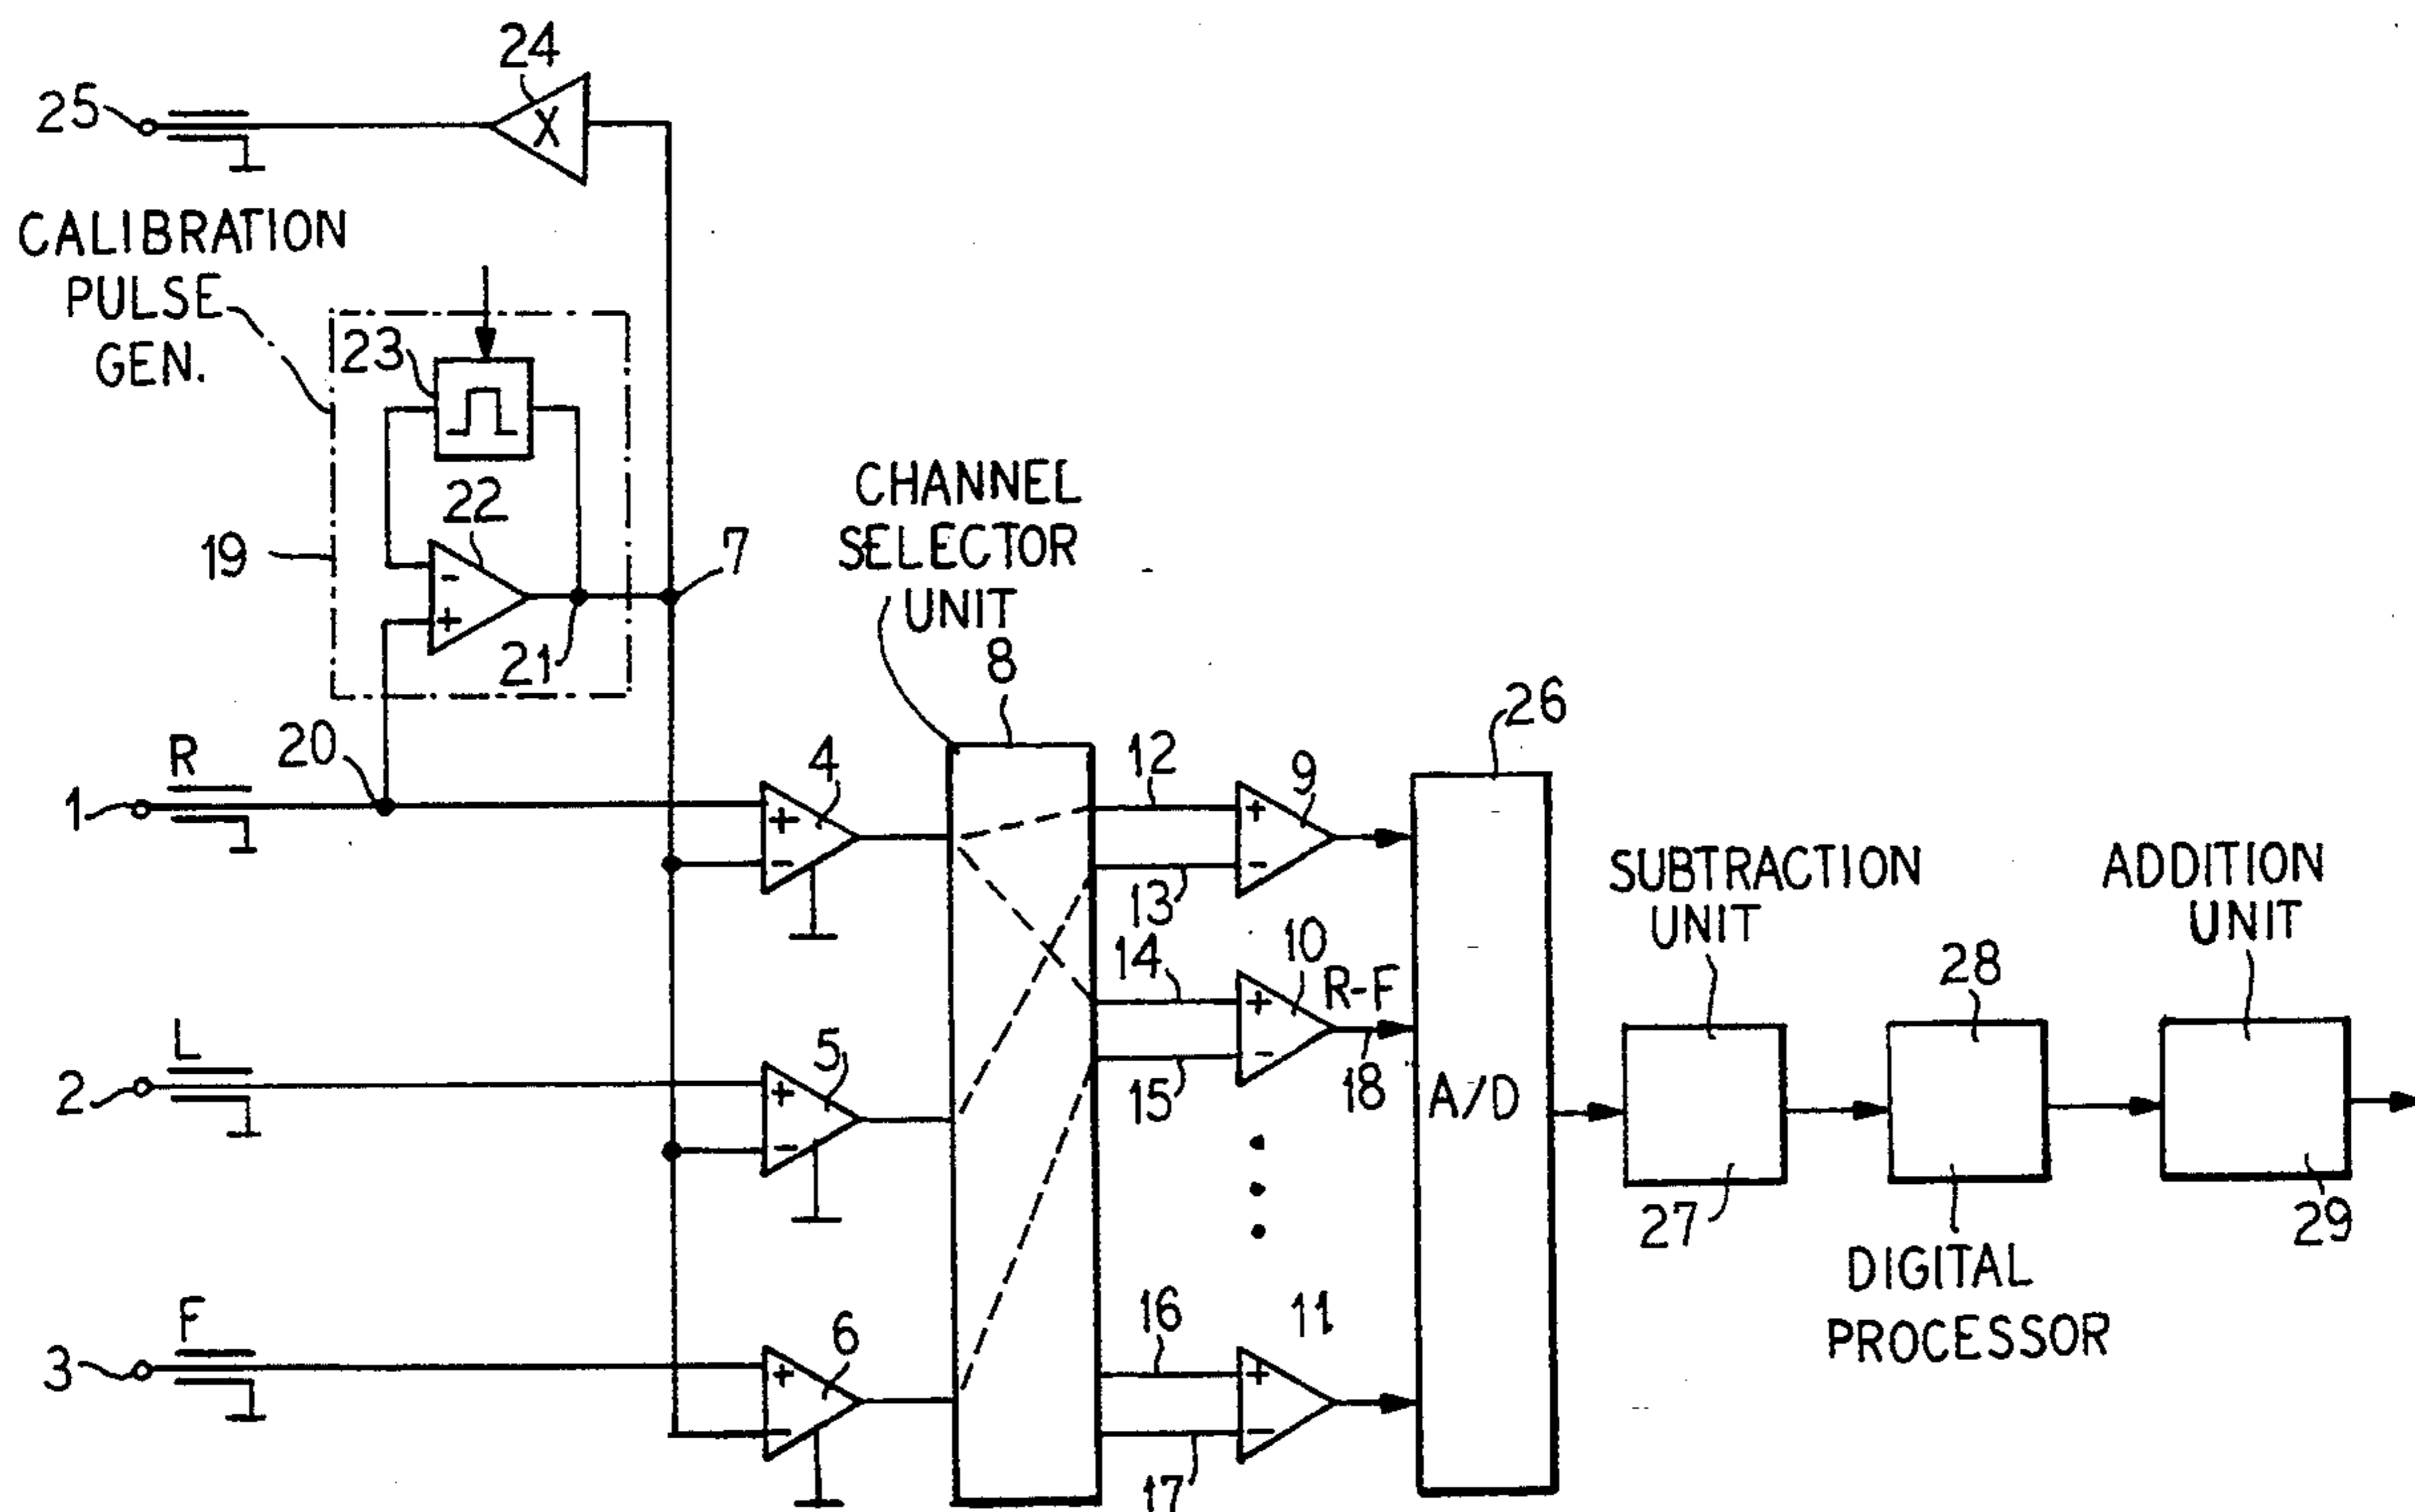 24
25
X
CALIBRATION
PULSE
GEN.
23
22
19
-
+
21
7
CHANNEL
SELECTOR
UNIT
8
26
R
20
1
4
+
-
12
9
+
-
13
14
10
R-F
+
-
15
18
A/D
SUBTRACTION
UNIT
27
28
DIGITAL
PROCESSOR
ADDITION
UNIT
29
L
2
5
+
-
F
3
6
+
-
16
11
+
-
17